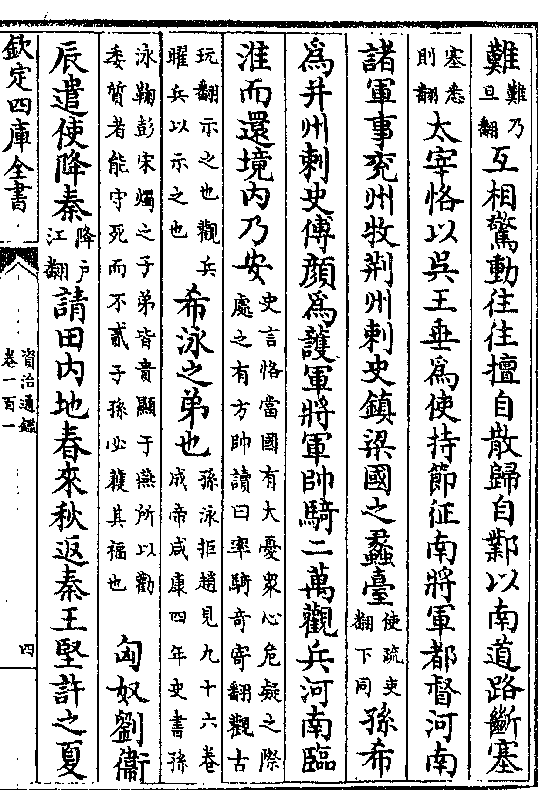 難難乃旦翻互相驚動往往擅自散歸自鄴以南道路斷塞
塞悉則翻太宰恪以吳王垂為使持節征南將軍都督河南
諸軍事兖州牧荆州刺史鎮梁國之蠡臺使疏吏翻下同孫希
為并州刺史傅顔為護軍將軍帥騎二萬觀兵河南臨
淮而還境内乃安史言恪當國有大憂衆心危疑之際處之有方帥讀曰率騎奇寄翻觀古
玩翻示之也觀兵曜兵以示之也希泳之弟也孫泳拒趙見九十六卷成帝咸康四年史書孫
泳鞠彭宋燭之子弟皆貴顯于燕所以勸委質者能守死而不貳子孫必穫其福也匈奴劉衞
辰遣使降秦降户江翻請田内地春來秋返秦王堅許之夏
欽定四庫全書
資治通鑑
卷一百一
四